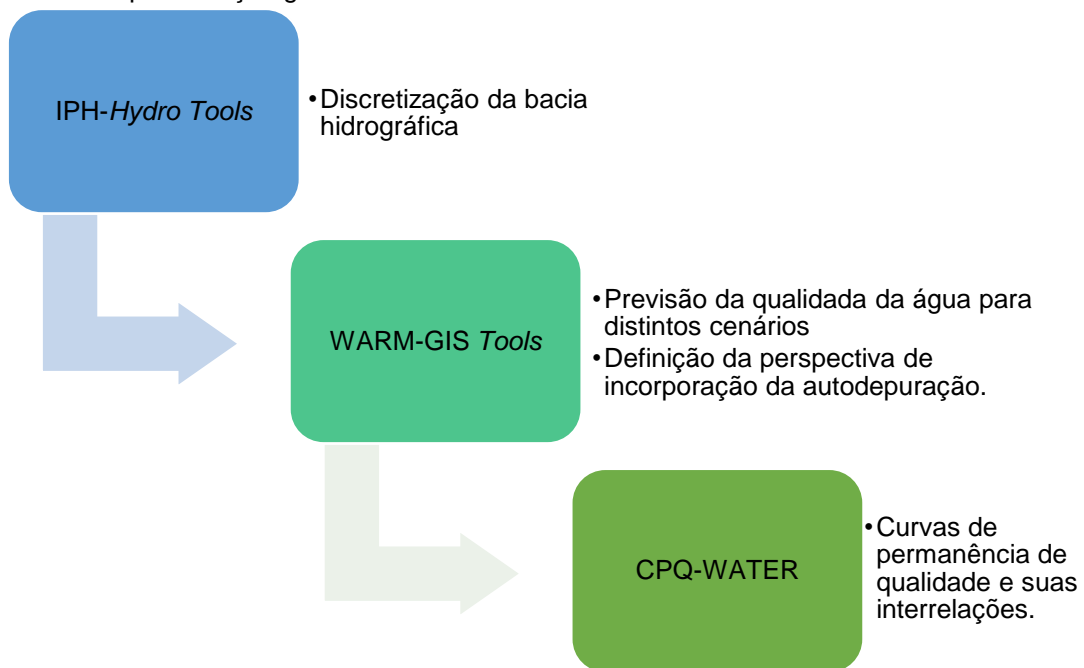 IPH-Hydro Tools
•Discretização da bacia
hidrográfica
WARM-GIS Tools
•Previsão da qualidada da água para
distintos cenários
•Definição da perspectiva de
incorporação da autodepuração.
CPQ-WATER
•Curvas de
permanência de
qualidade e suas
interrelações.